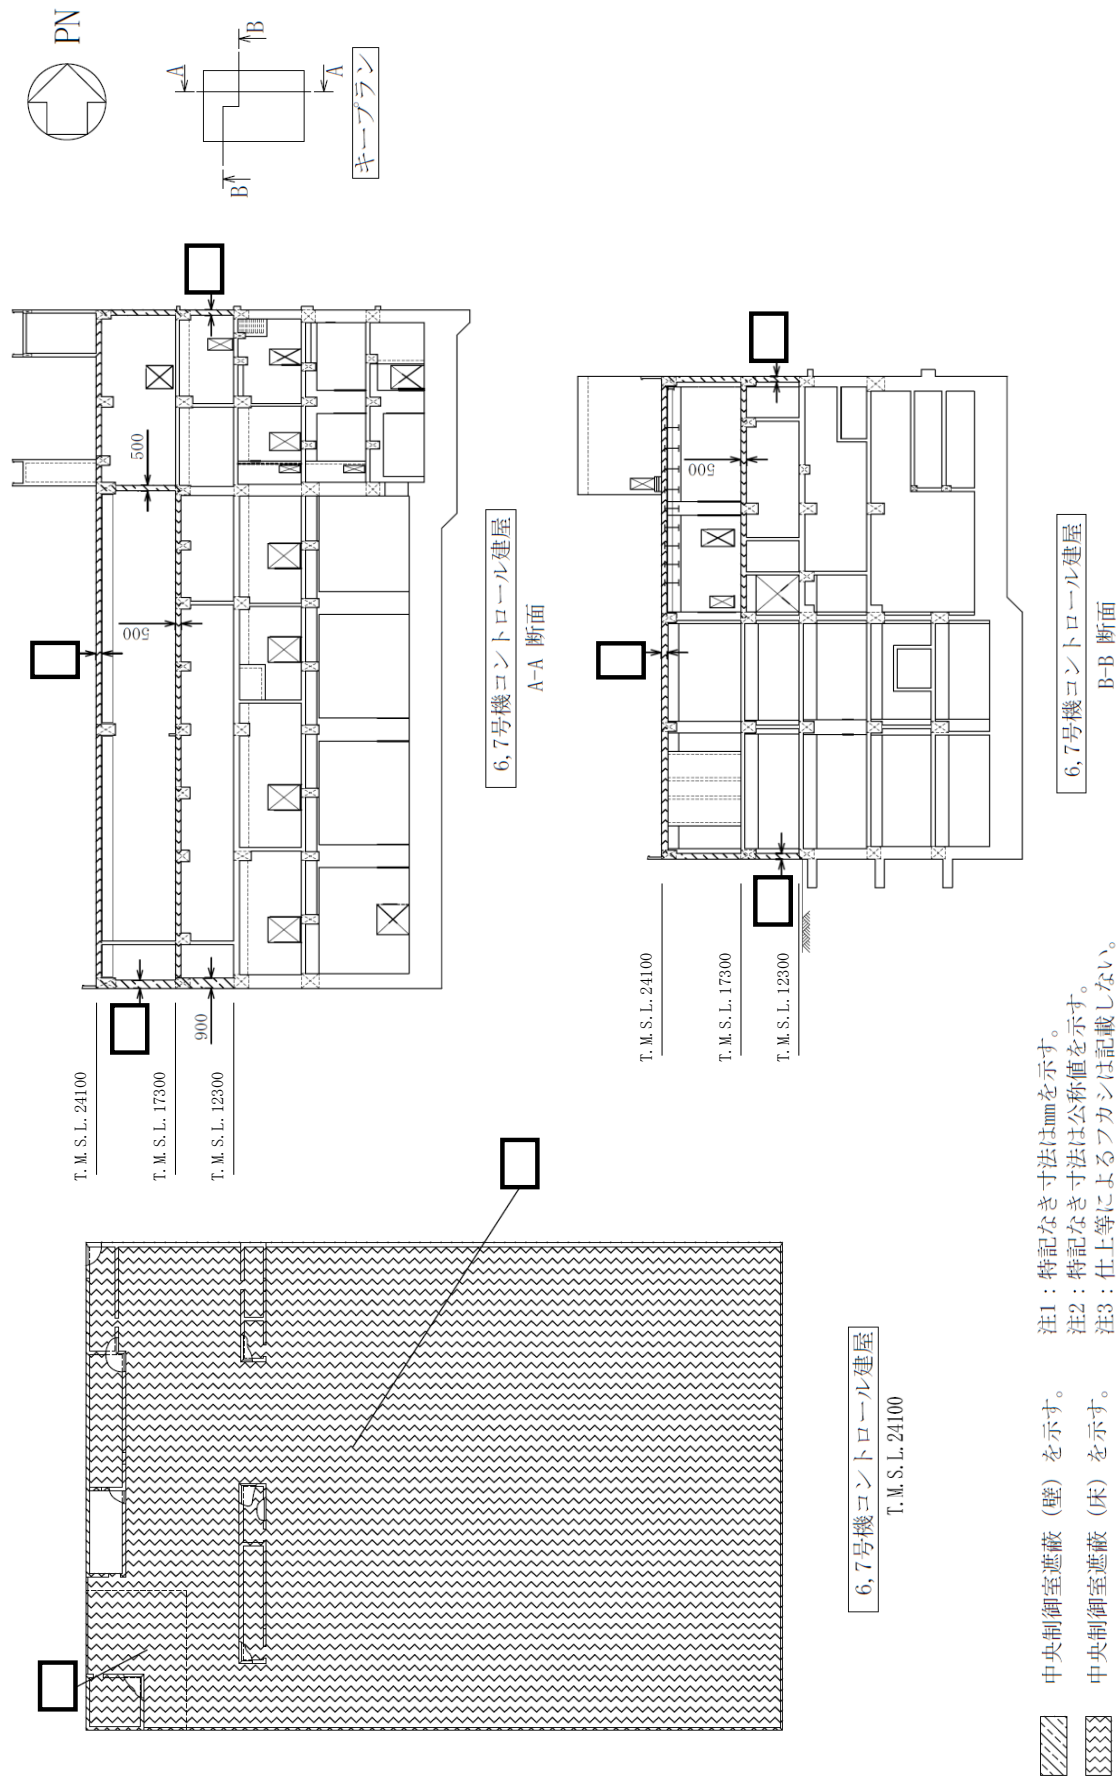 PN
A
A
B
B
キープラン
500
500
900
T.M.S.L.24100
T.M.S.L.17300
T.M.S.L.12300
6,7号機コントロール建屋
A-A 断面
500
T.M.S.L.24100
T.M.S.L.17300
T.M.S.L.12300
6,7号機コントロール建屋
B-B 断面
6,7号機コントロール建屋
T.M.S.L.24100
中央制御室遮蔽（壁）を示す。
中央制御室遮蔽（床）を示す。
注1：特記なき寸法はmmを示す。
注2：特記なき寸法は公称値を示す。
注3：仕上等によるフカシは記載しない。